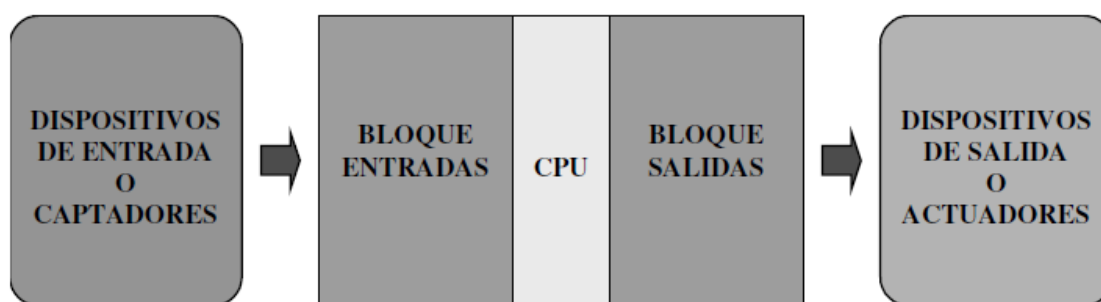 DISPOSITIVOS
DE ENTRADA
O
CAPTADORES
BLOQUE
ENTRADAS
CPU
BLOQUE
SALIDAS
DISPOSITIVOS
DE SALIDA
O
ACTUADORES